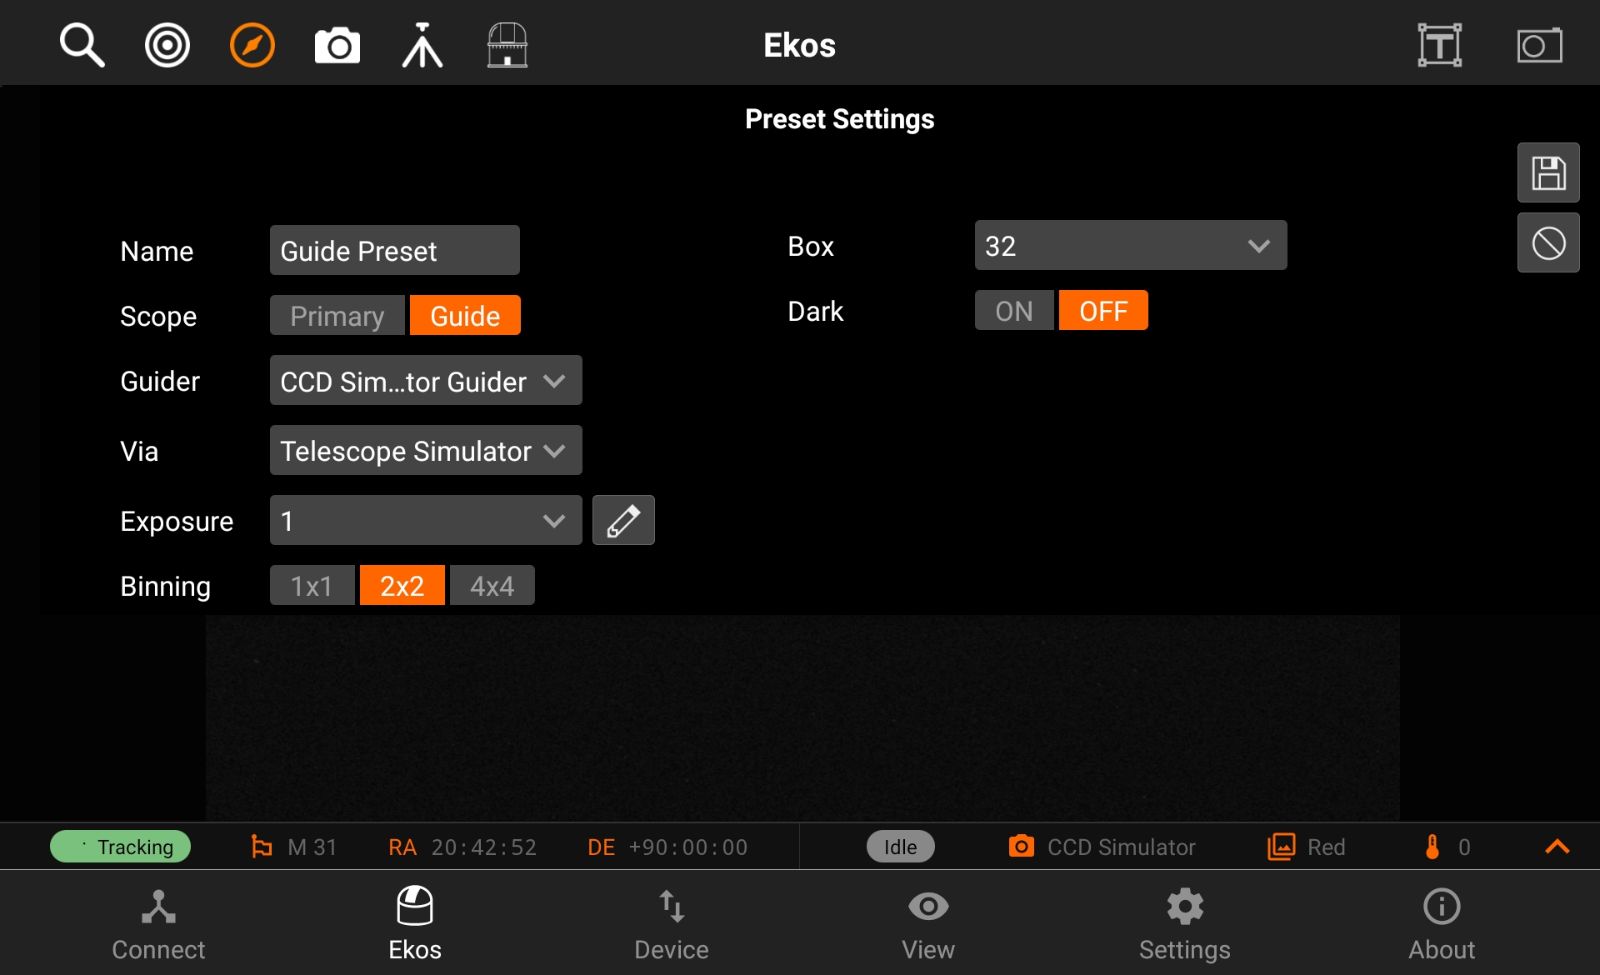 Ekos
Preset Settings
Name Guide Preset
Scope Primary Guide
Guider CCD Sim...tor Guider
Via Telescope Simulator
Exposure 1
Binning 1x1 2x2 4x4
Box 32
Dark ON OFF
Tracking M 31 RA 20:42:52 DE +90:00:00 Idle CCD Simulator Red 0
Connect Ekos Device View Settings About